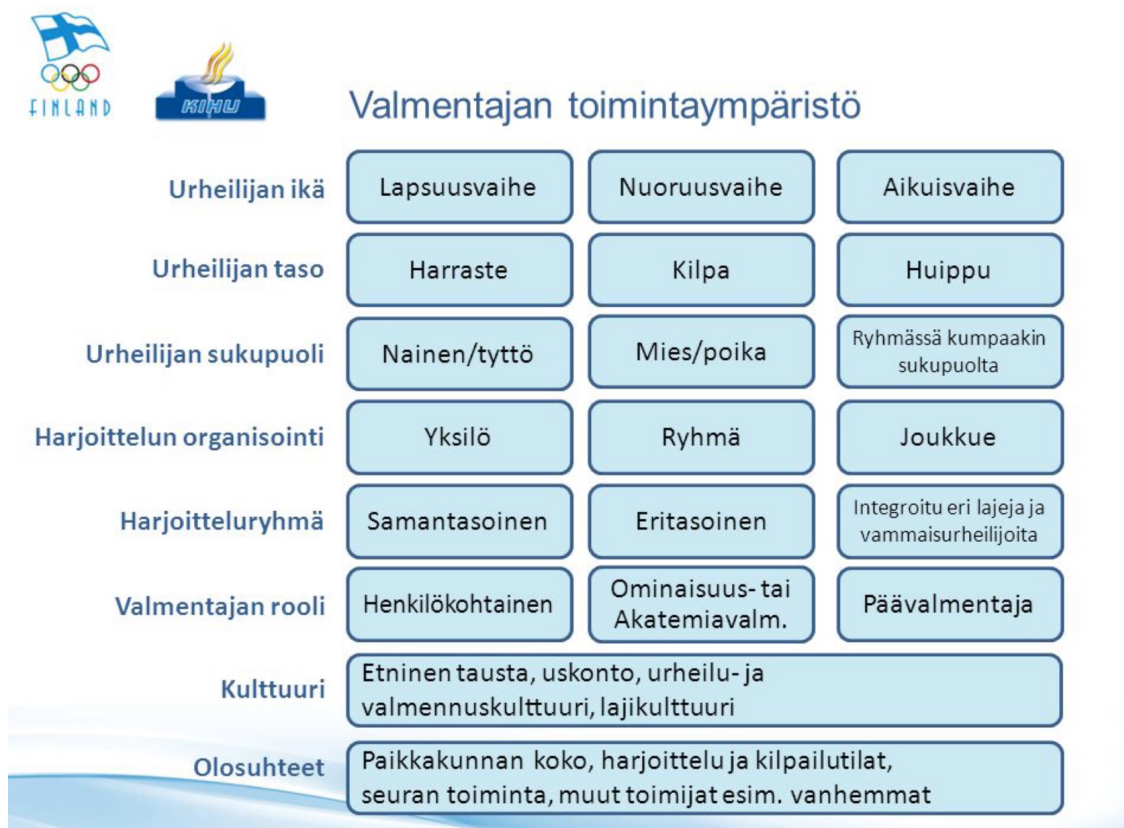 FINLAND
KIHU
Valmentajan toimintaympäristö
Urheilijan ikä
Lapsuusvaihe
Nuoruusvaihe
Aikuisvaihe
Urheilijan taso
Harraste
Kilpa
Huippu
Urheilijan sukupuoli
Nainen/tyttö
Mies/poika
Ryhmässä kumpaakin
sukupuolta
Harjoittelun organisointi
Yksilö
Ryhmä
Joukkue
Harjoitteluryhmä
Samantasoinen
Eritasoinen
Integroitu eri lajeja ja
vammaisurheilijoita
Valmentajan rooli
Henkilökohtainen
Ominaisuus- tai
Akatemiavalm.
Päävalmentaja
Kulttuuri
Etninen tausta, uskonto, urheilu- ja
valmennuskulttuuri, lajikulttuuri
Olosuhteet
Paikkakunnan koko, harjoittelu ja kilpailutilat,
seuran toiminta, muut toimijat esim. vanhemmat